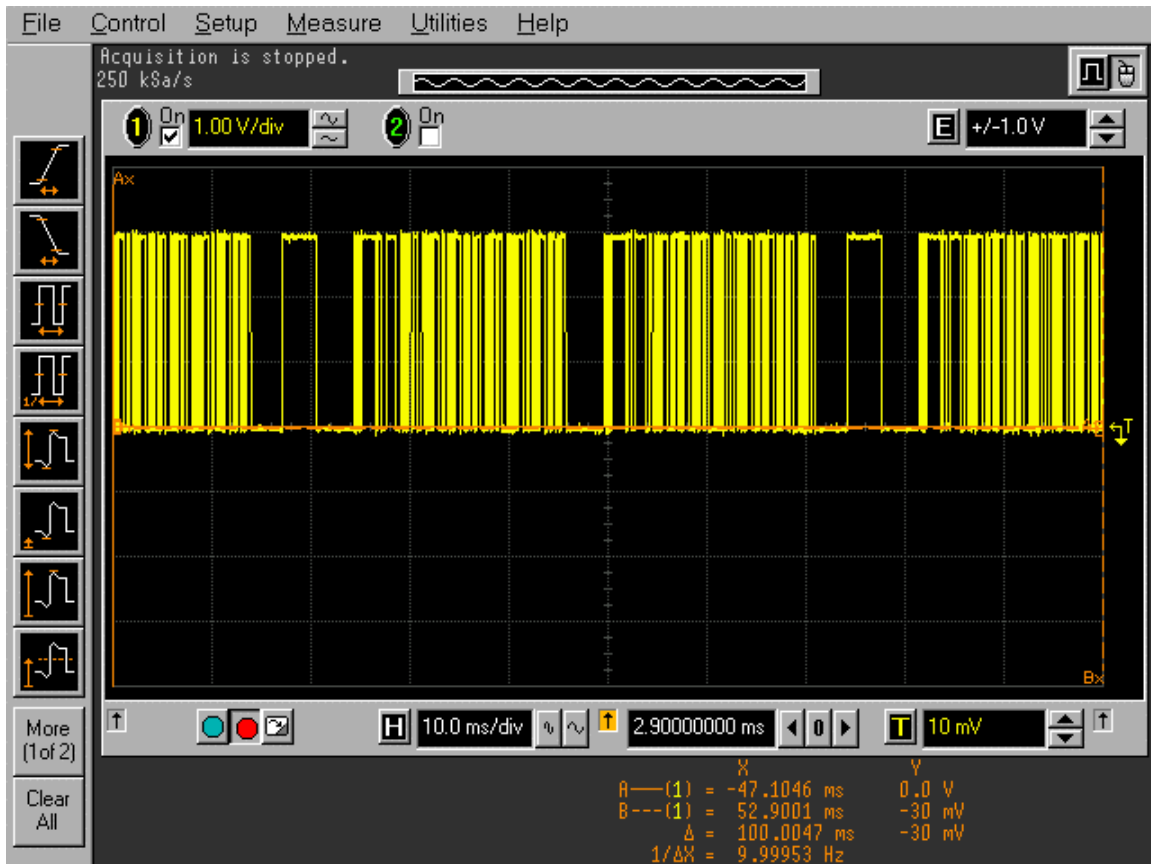 File Control Setup Measure Utilities Help
Acquisition is stopped.
250 kSa/s
1 On 1.00 V/div 2 On E +/-1.0 V
Ax
B
T
Bx
1/
More
(1of 2)
H 10.0 ms/div 2.90000000 ms 0 T 10 mV
Clear
All
X Y
A———(1) = -47.1046 ms 0.0 V
B---(1) = 52.9001 ms -30 mV
Δ = 100.0047 ms -30 mV
1/ΔX = 9.99953 Hz